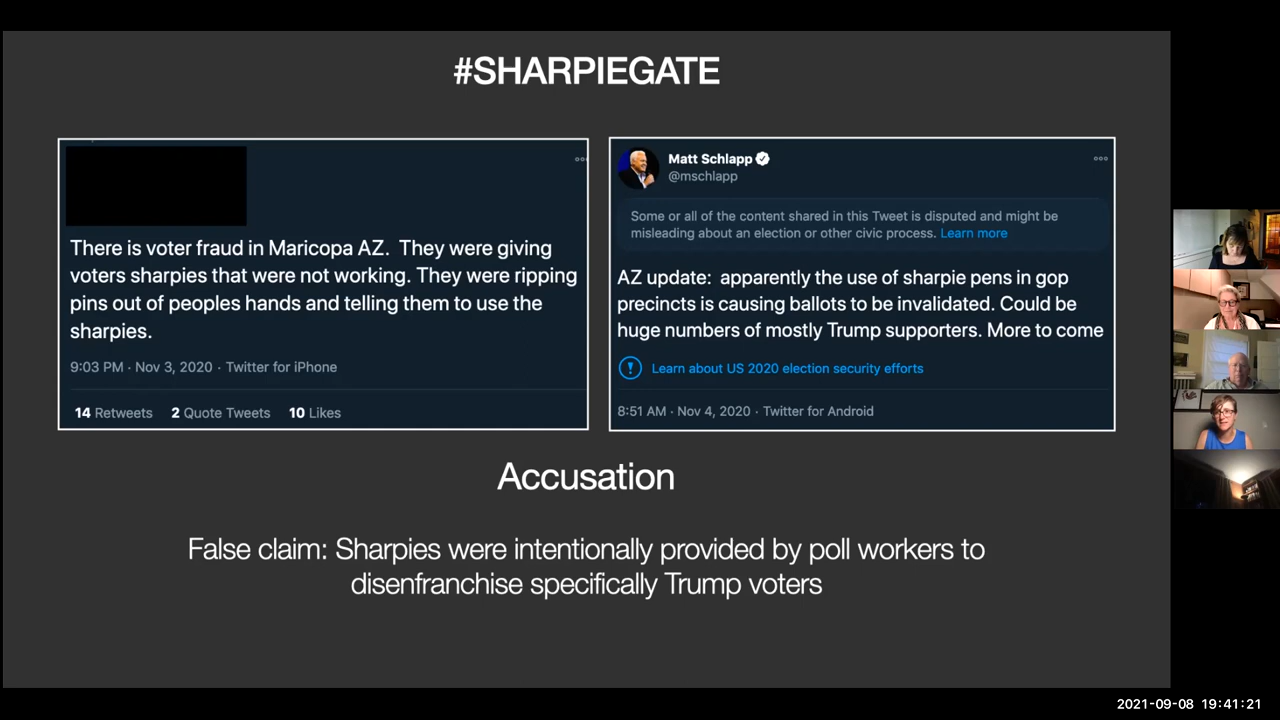 #SHARPIEGATE
There is voter fraud in Maricopa AZ.  They were giving
voters sharpies that were not working. They were ripping
pins out of peoples hands and telling them to use the
sharpies.
9:03 PM · Nov 3, 2020 · Twitter for iPhone
14 Retweets 2 Quote Tweets 10 Likes
Matt Schlapp
@mschlapp
Some or all of the content shared in this Tweet is disputed and might be
misleading about an election or other civic process. Learn more
AZ update:  apparently the use of sharpie pens in gop
precincts is causing ballots to be invalidated. Could be
huge numbers of mostly Trump supporters. More to come
Learn about US 2020 election security efforts
8:51 AM · Nov 4, 2020 · Twitter for Android
Accusation
False claim: Sharpies were intentionally provided by poll workers to
disenfranchise specifically Trump voters
2021-09-08 19:41:21